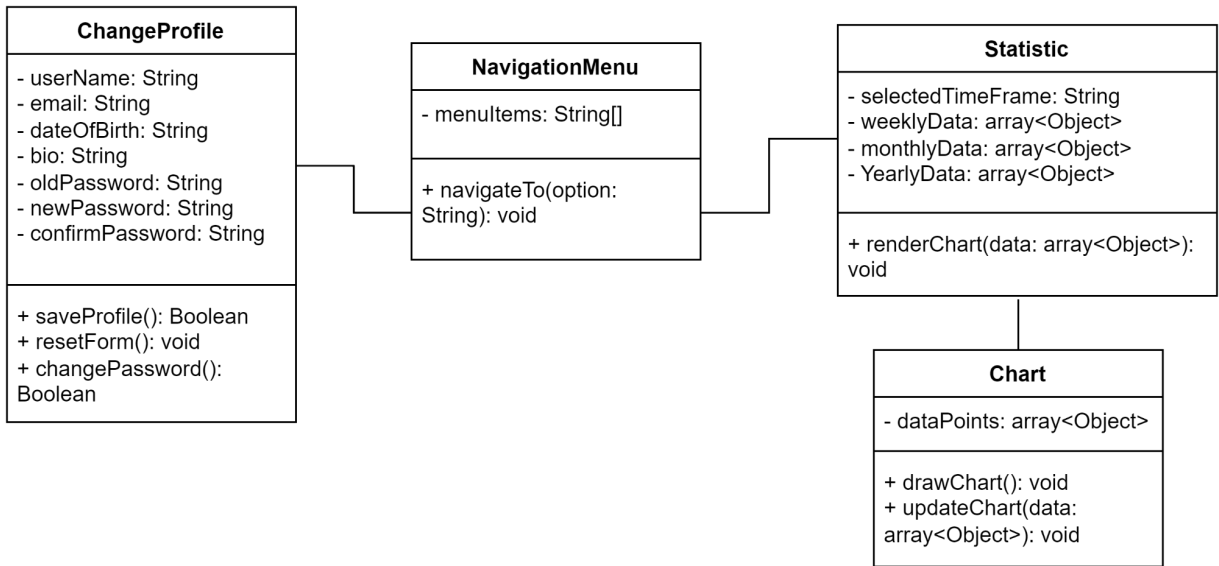 ChangeProfile
- userName: String
- email: String
- dateOfBirth: String
- bio: String
- oldPassword: String
- newPassword: String
- confirmPassword: String
+ saveProfile(): Boolean
+ resetForm(): void
+ changePassword():
Boolean
NavigationMenu
- menuItems: String[]
+ navigateTo(option:
String): void
Statistic
- selectedTimeFrame: String
- weeklyData: array<Object>
- monthlyData: array<Object>
- YearlyData: array<Object>
+ renderChart(data: array<Object>):
void
Chart
- dataPoints: array<Object>
+ drawChart(): void
+ updateChart(data:
array<Object>): void